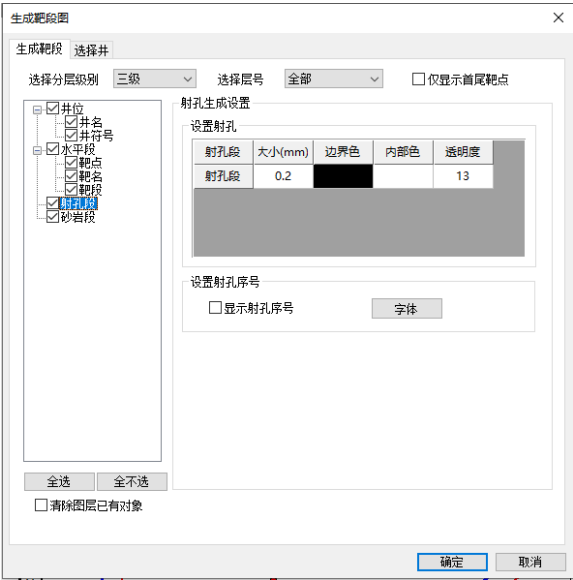 生成靶段图
生成靶段 选择井
选择分层级别 三级 选择层号 全部 仅显示首尾靶点
井位
井名
井符号
水平段
靶点
靶名
靶段
射孔段
砂岩段
射孔生成设置
设置射孔
射孔段 大小(mm) 边界色 内部色 透明度
射孔段 0.2 13
设置射孔序号
显示射孔序号 字体
全选 全不选
清除图层已有对象
确定 取消